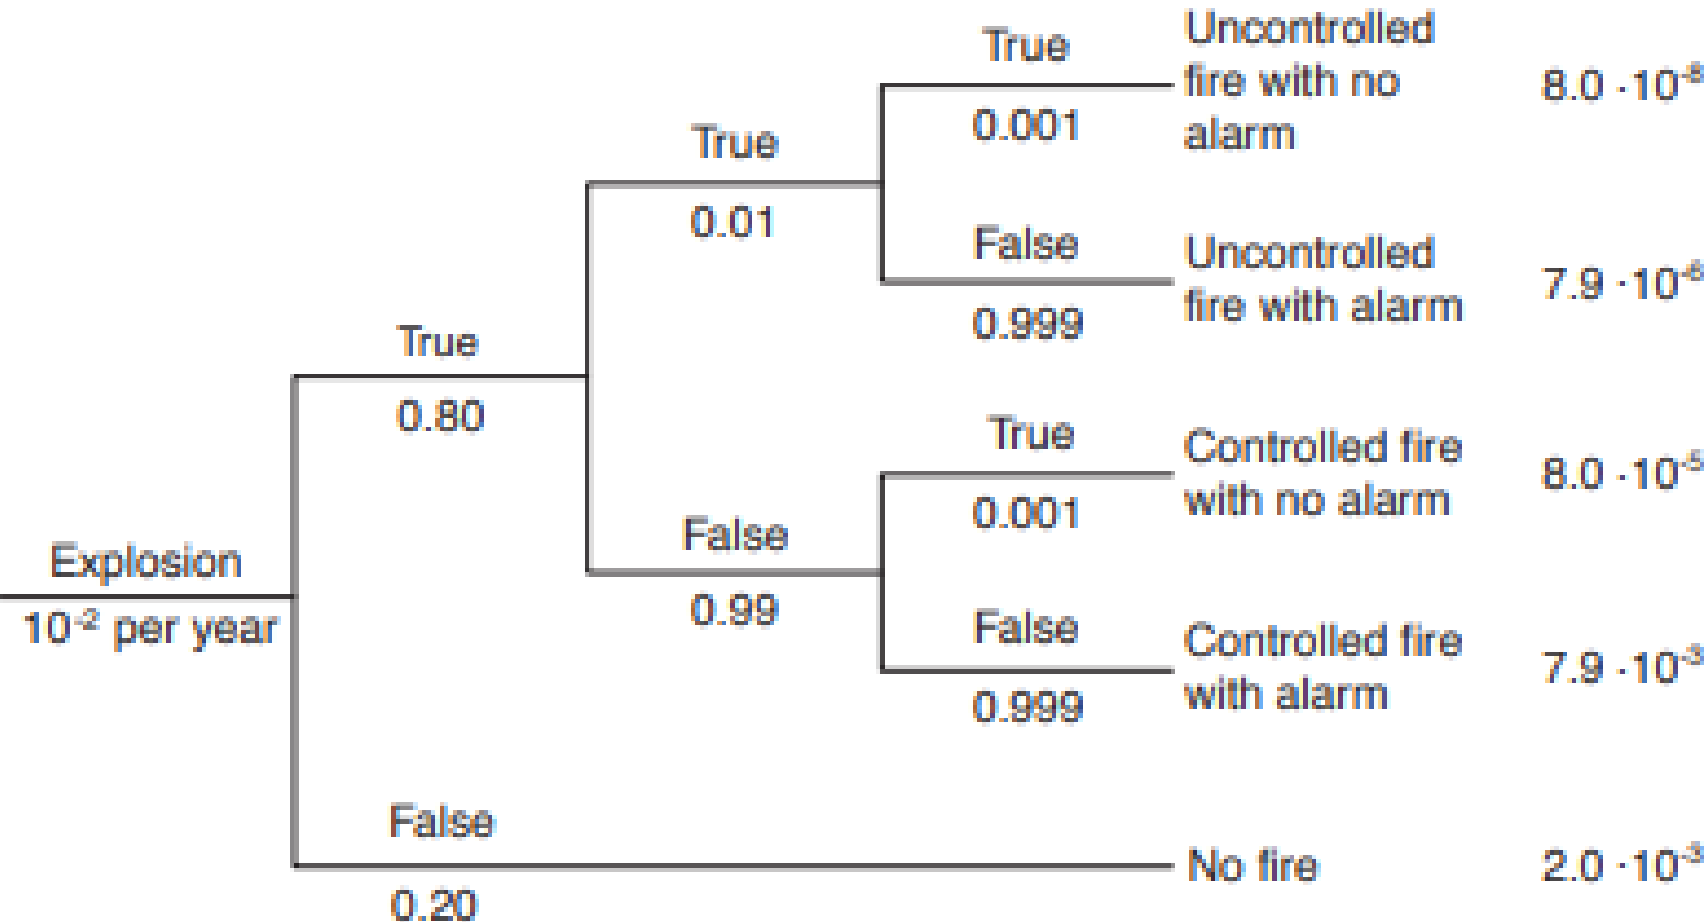 True
0.001
Uncontrolled
fire with no
alarm
8.0 ·10⁻⁸
True
0.01
False
0.999
Uncontrolled
fire with alarm
7.9 ·10⁻⁶
True
0.80
True
0.001
Controlled fire
with no alarm
8.0 ·10⁻⁵
False
0.99
False
0.999
Controlled fire
with alarm
7.9 ·10⁻³
Explosion
10⁻² per year
False
0.20
No fire
2.0 ·10⁻³